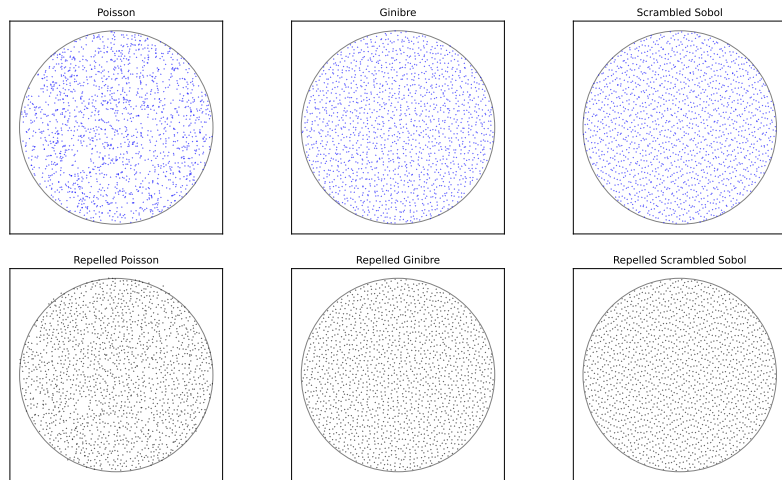 Poisson
Ginibre
Scrambled Sobol
Repelled Poisson
Repelled Ginibre
Repelled Scrambled Sobol